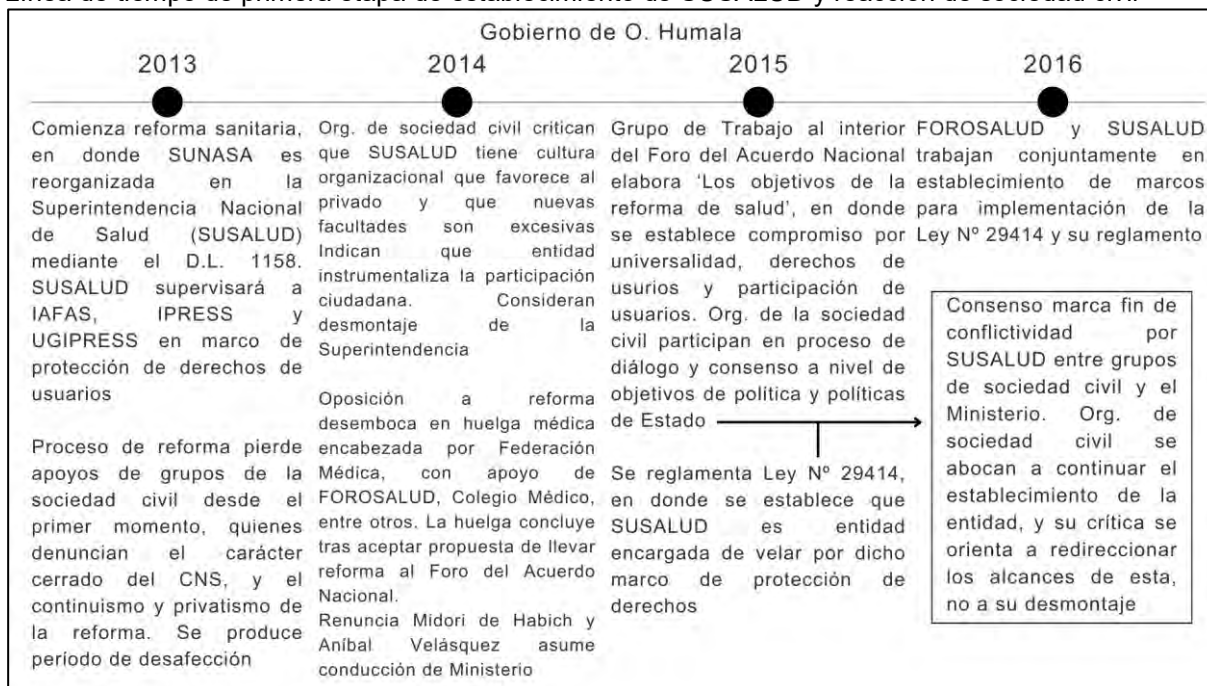 Línea de tiempo de primera etapa de establecimiento de SUSALUD y reacción de sociedad civil
Gobierno de O. Humala
2013
Comienza reforma sanitaria,
en donde SUNASA es
reorganizada en la
Superintendencia Nacional
de Salud (SUSALUD)
mediante el D.L. 1158.
SUSALUD supervisará a
IAFAS, IPRESS y
UGIPRESS en marco de
protección de derechos de
usuarios
Proceso de reforma pierde
apoyos de grupos de la
sociedad civil desde el
primer momento, quienes
denuncian el carácter
cerrado del CNS, y el
continuismo y privatismo de
la reforma. Se produce
período de desafección
2014
Org. de sociedad civil critican
que SUSALUD tiene cultura
organizacional que favorece al
privado y que nuevas
facultades son excesivas
Indican que entidad
instrumentaliza la participación
ciudadana. Consideran
desmontaje de la
Superintendencia
Oposición a reforma
desemboca en huelga médica
encabezada por Federación
Médica, con apoyo de
FOROSALUD, Colegio Médico,
entre otros. La huelga concluye
tras aceptar propuesta de llevar
reforma al Foro del Acuerdo
Nacional.
Renuncia Midori de Habich y
Aníbal Velásquez asume
conducción de Ministerio
2015
Grupo de Trabajo al interior
del Foro del Acuerdo Nacional
elabora 'Los objetivos de la
reforma de salud', en donde
se establece compromiso por
universalidad, derechos de
usurios y participación de
usuarios. Org. de la sociedad
civil participan en proceso de
diálogo y consenso a nivel de
objetivos de política y políticas
de Estado
Se reglamenta Ley Nº 29414,
en donde se establece que
SUSALUD es entidad
encargada de velar por dicho
marco de protección de
derechos
2016
FOROSALUD y SUSALUD
trabajan conjuntamente en
establecimiento de marcos
para implementación de la
Ley Nº 29414 y su reglamento
Consenso marca fin de
conflictividad por
SUSALUD entre grupos
de sociedad civil y el
Ministerio. Org. de
sociedad civil se
abocan a continuar el
establecimiento de la
entidad, y su crítica se
orienta a redireccionar
los alcances de esta,
no a su desmontaje